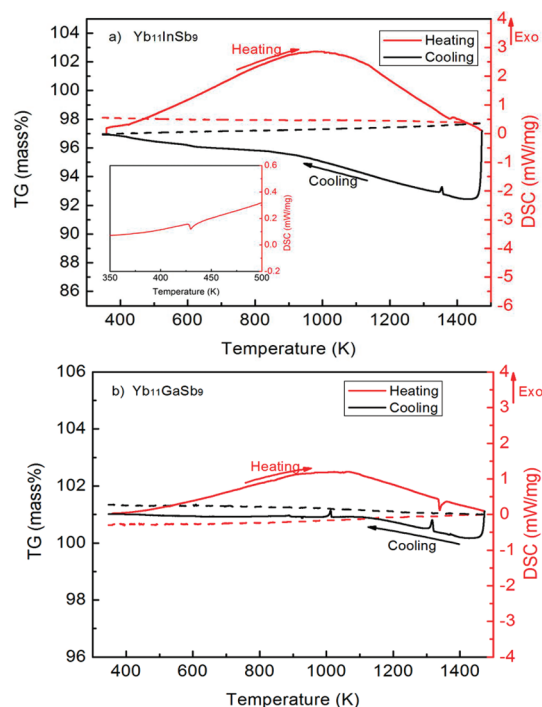 a) Yb₁₁InSb₉
Heating
Heating
Cooling
Exo
Cooling
TG (mass%)
104
102
100
98
96
94
92
90
88
86
4
3
2
1
0
-1
-2
-3
-4
-5
-6
DSC (mW/mg)
0.6
0.4
0.2
0.0
-0.2
DSC (mW/mg)
350 400 450 500
Temperature (K)
400 600 800 1000 1200 1400
Temperature (K)
b) Yb₁₁GaSb₉
Heating
Heating
Cooling
Exo
Cooling
TG (mass%)
106
104
102
100
98
96
4
3
2
1
0
-1
-2
-3
-4
DSC (mW/mg)
400 600 800 1000 1200 1400
Temperature (K)